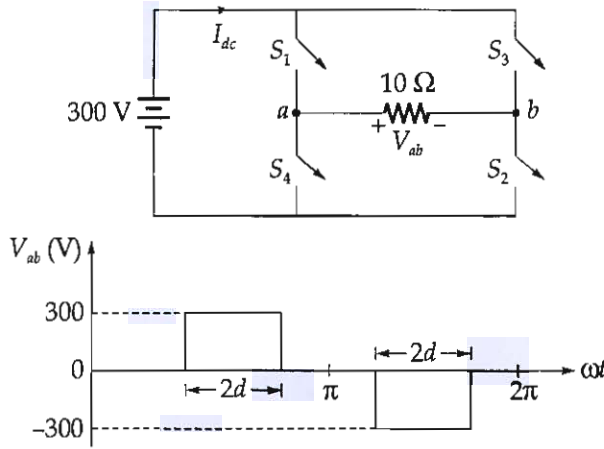 I_dc
S_1
S_3
10 Ω
300 V
a
b
+ −
V_ab
S_4
S_2
V_ab (V)
300
2d
0
2d
π
2π
ωt
−300